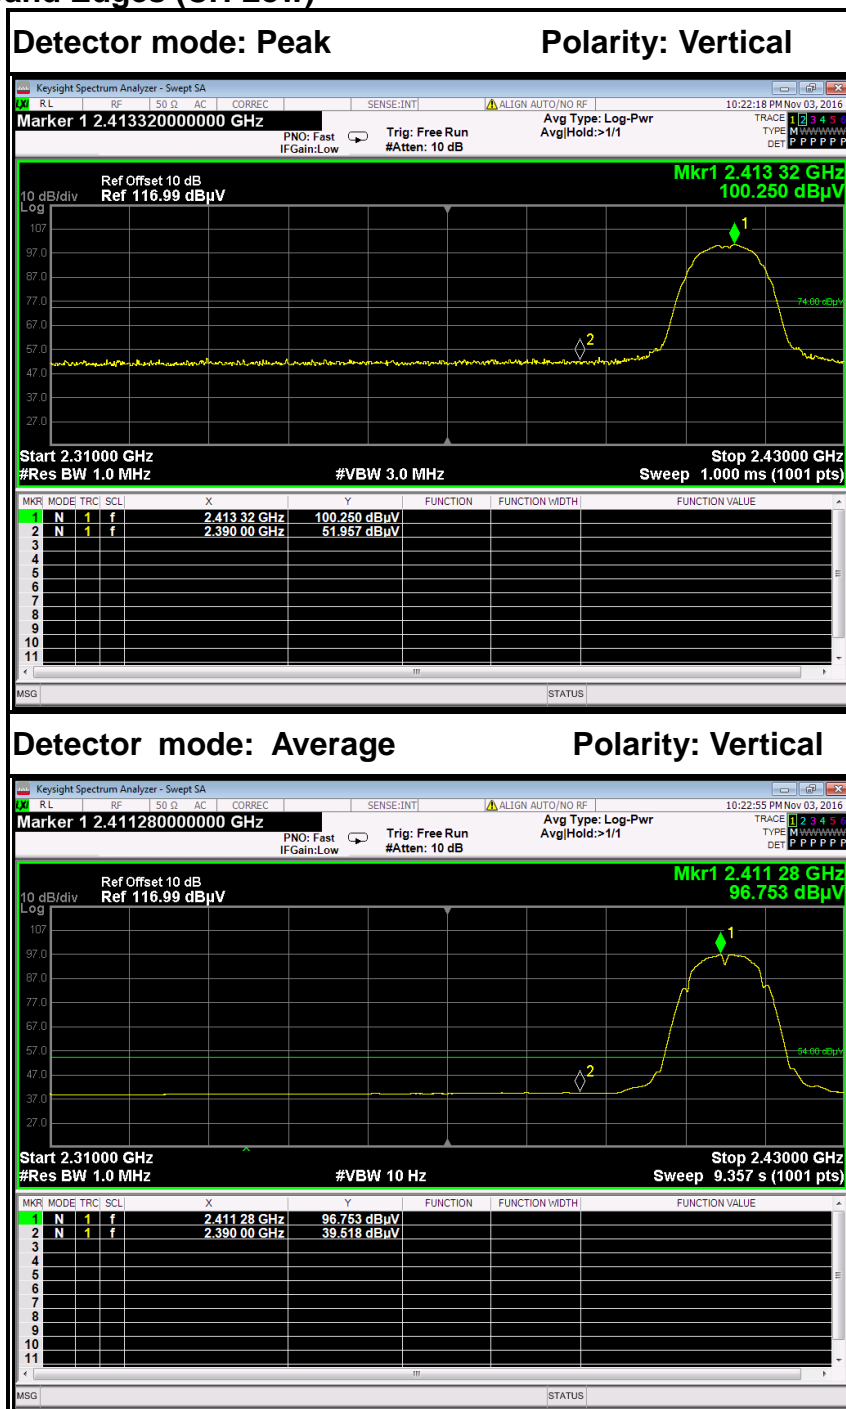 Band Edges (CH Low)
Detector mode: Peak Polarity: Vertical
Keysight Spectrum Analyzer - Swept SA
LXI RL RF 50 Ω AC CORREC SENSE:INT ALIGN AUTO/NO RF 10:22:18 PM Nov 03, 2016
Marker 1 2.413320000000 GHz
PNO: Fast
IFGain:Low
Trig: Free Run
#Atten: 10 dB
Avg Type: Log-Pwr
Avg|Hold:>1/1
TRACE 1 2 3 4 5 6
TYPE M WWWWW
DET P P P P P P
Mkr1 2.413 32 GHz
100.250 dBµV
Ref Offset 10 dB
10 dB/div Ref 116.99 dBµV
Log
107
97.0
87.0
77.0
67.0
57.0
47.0
37.0
27.0
1
74.00 dBµV
2
Start 2.31000 GHz Stop 2.43000 GHz
#Res BW 1.0 MHz #VBW 3.0 MHz Sweep 1.000 ms (1001 pts)
MKR MODE TRC SCL X Y FUNCTION FUNCTION WIDTH FUNCTION VALUE
1 N 1 f 2.413 32 GHz 100.250 dBµV
2 N 1 f 2.390 00 GHz 51.957 dBµV
3
4
5
6
7
8
9
10
11
MSG STATUS
Detector mode: Average Polarity: Vertical
Keysight Spectrum Analyzer - Swept SA
LXI RL RF 50 Ω AC CORREC SENSE:INT ALIGN AUTO/NO RF 10:22:55 PM Nov 03, 2016
Marker 1 2.411280000000 GHz
PNO: Fast
IFGain:Low
Trig: Free Run
#Atten: 10 dB
Avg Type: Log-Pwr
Avg|Hold:>1/1
TRACE 1 2 3 4 5 6
TYPE M WWWWW
DET P P P P P P
Mkr1 2.411 28 GHz
96.753 dBµV
Ref Offset 10 dB
10 dB/div Ref 116.99 dBµV
Log
107
97.0
87.0
77.0
67.0
57.0
47.0
37.0
27.0
1
54.00 dBµV
2
Start 2.31000 GHz Stop 2.43000 GHz
#Res BW 1.0 MHz #VBW 10 Hz Sweep 9.357 s (1001 pts)
MKR MODE TRC SCL X Y FUNCTION FUNCTION WIDTH FUNCTION VALUE
1 N 1 f 2.411 28 GHz 96.753 dBµV
2 N 1 f 2.390 00 GHz 39.518 dBµV
3
4
5
6
7
8
9
10
11
MSG STATUS